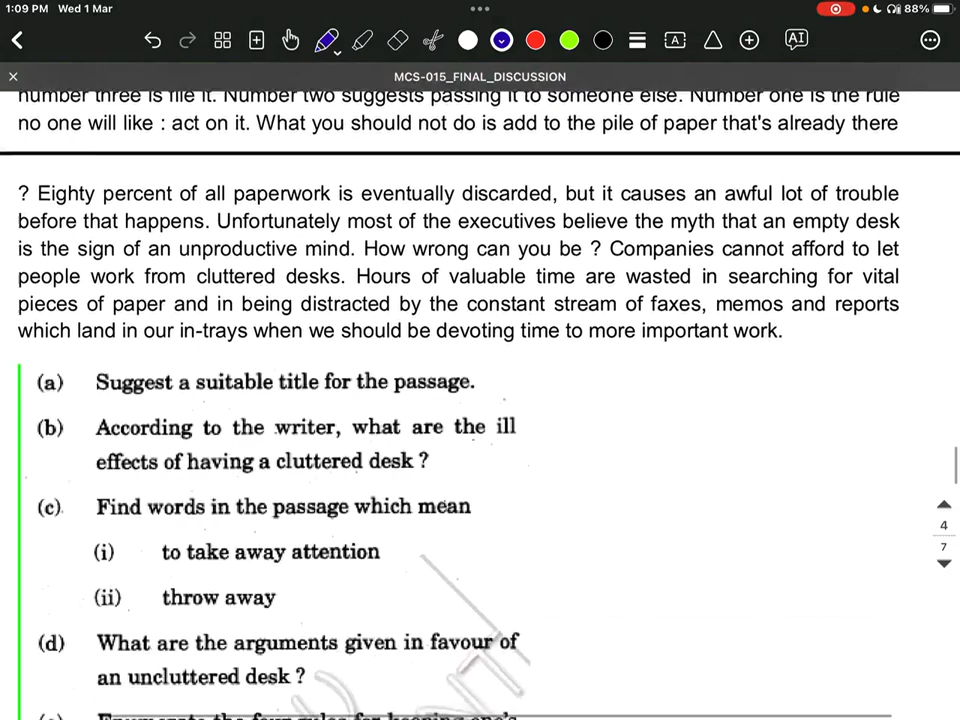 1:09 PM Wed 1 Mar
88%
A
AI
MCS-015_FINAL_DISCUSSION
number three is file it. Number two suggests passing it to someone else. Number one is the rule
no one will like : act on it. What you should not do is add to the pile of paper that's already there
? Eighty percent of all paperwork is eventually discarded, but it causes an awful lot of trouble
before that happens. Unfortunately most of the executives believe the myth that an empty desk
is the sign of an unproductive mind. How wrong can you be ? Companies cannot afford to let
people work from cluttered desks. Hours of valuable time are wasted in searching for vital
pieces of paper and in being distracted by the constant stream of faxes, memos and reports
which land in our in-trays when we should be devoting time to more important work.
(a) Suggest a suitable title for the passage.
(b) According to the writer, what are the ill
effects of having a cluttered desk ?
(c) Find words in the passage which mean
(i) to take away attention
(ii) throw away
(d) What are the arguments given in favour of
an uncluttered desk ?
(e) Enumerate the four rules for keeping one's
4
7